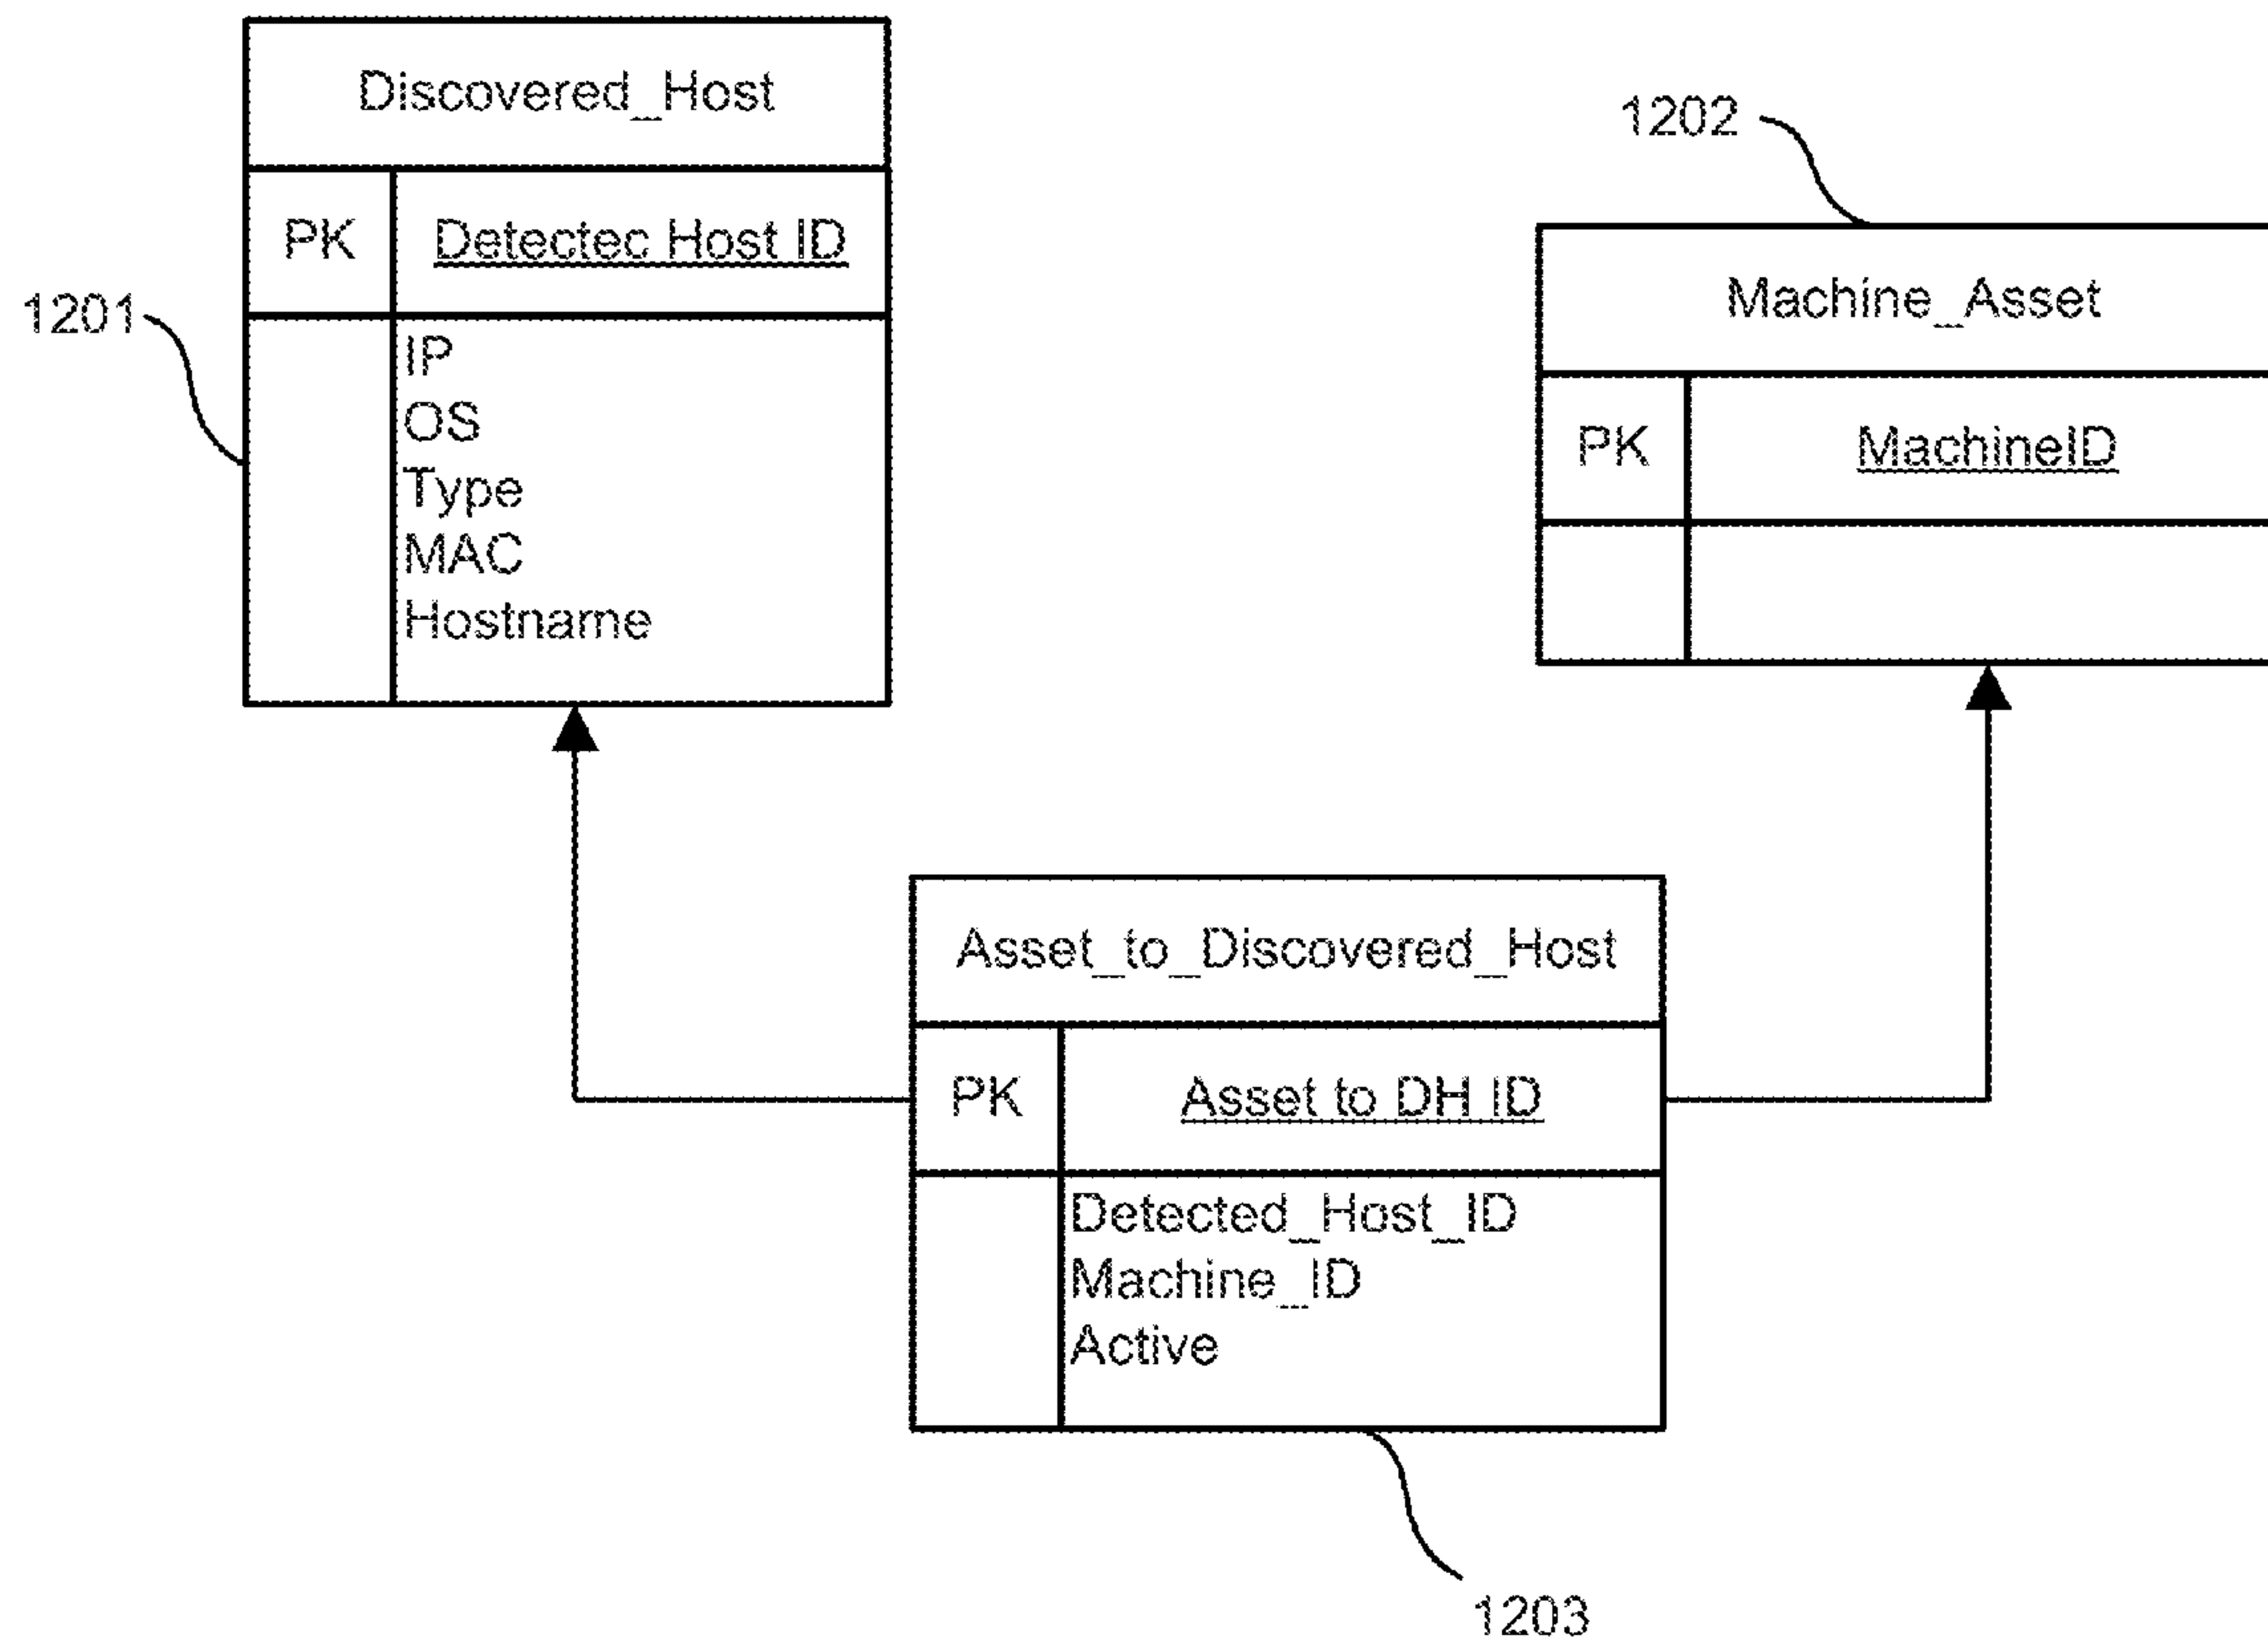 Discovered_Host
PK
Detectec Host ID
1201
IP
OS
Type
MAC
Hostname
1202
Machine_Asset
PK
MachineID
Asset_to_Discovered_Host
PK
Asset to DH ID
Detected_Host_ID
Machine_ID
Active
1203